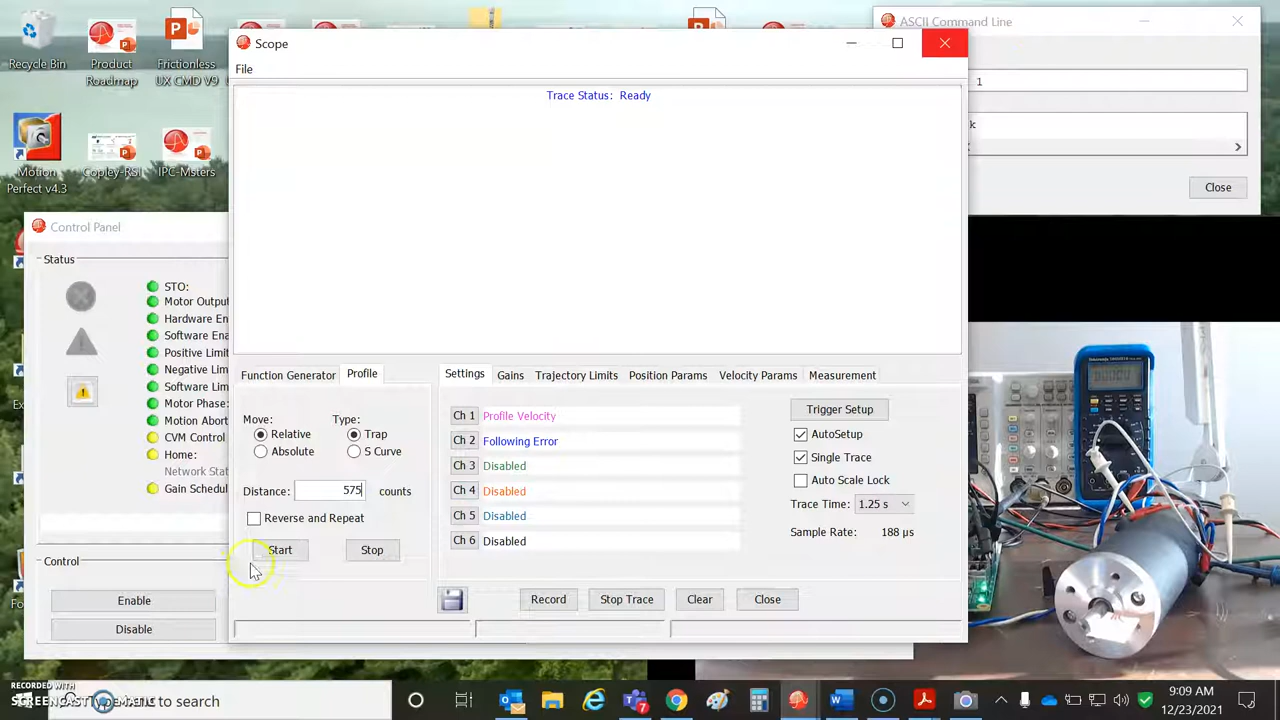 Recycle Bin
Product Roadmap
Frictionless UX CMD V9
Motion Perfect v4.3
Copley-RSI
IPC-Msters
Scope
File
Trace Status: Ready
ASCII Command Line
1
k
Close
Control Panel
Status
STO:
Motor Output
Hardware En
Software Ena
Positive Limit
Negative Lim
Software Lim
Motor Phase:
Motion Abort
CVM Control
Home:
Network Stat
Gain Schedul
Control
Enable
Disable
Function Generator
Profile
Move:
Type:
Relative
Trap
Absolute
S Curve
Distance:
575
counts
Reverse and Repeat
Start
Stop
Settings
Gains
Trajectory Limits
Position Params
Velocity Params
Measurement
Ch 1
Profile Velocity
Ch 2
Following Error
Ch 3
Disabled
Ch 4
Disabled
Ch 5
Disabled
Ch 6
Disabled
Trigger Setup
AutoSetup
Single Trace
Auto Scale Lock
Trace Time:
1.25 s
Sample Rate:
188 µs
Record
Stop Trace
Clear
Close
RECORDED WITH
SCREENCAST-O-MATIC
to search
9:09 AM
12/23/2021